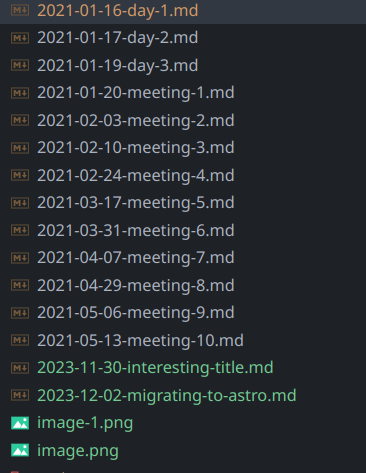 M↓ 2021-01-16-day-1.md
M↓ 2021-01-17-day-2.md
M↓ 2021-01-19-day-3.md
M↓ 2021-01-20-meeting-1.md
M↓ 2021-02-03-meeting-2.md
M↓ 2021-02-10-meeting-3.md
M↓ 2021-02-24-meeting-4.md
M↓ 2021-03-17-meeting-5.md
M↓ 2021-03-31-meeting-6.md
M↓ 2021-04-07-meeting-7.md
M↓ 2021-04-29-meeting-8.md
M↓ 2021-05-06-meeting-9.md
M↓ 2021-05-13-meeting-10.md
M↓ 2023-11-30-interesting-title.md
M↓ 2023-12-02-migrating-to-astro.md
image-1.png
image.png